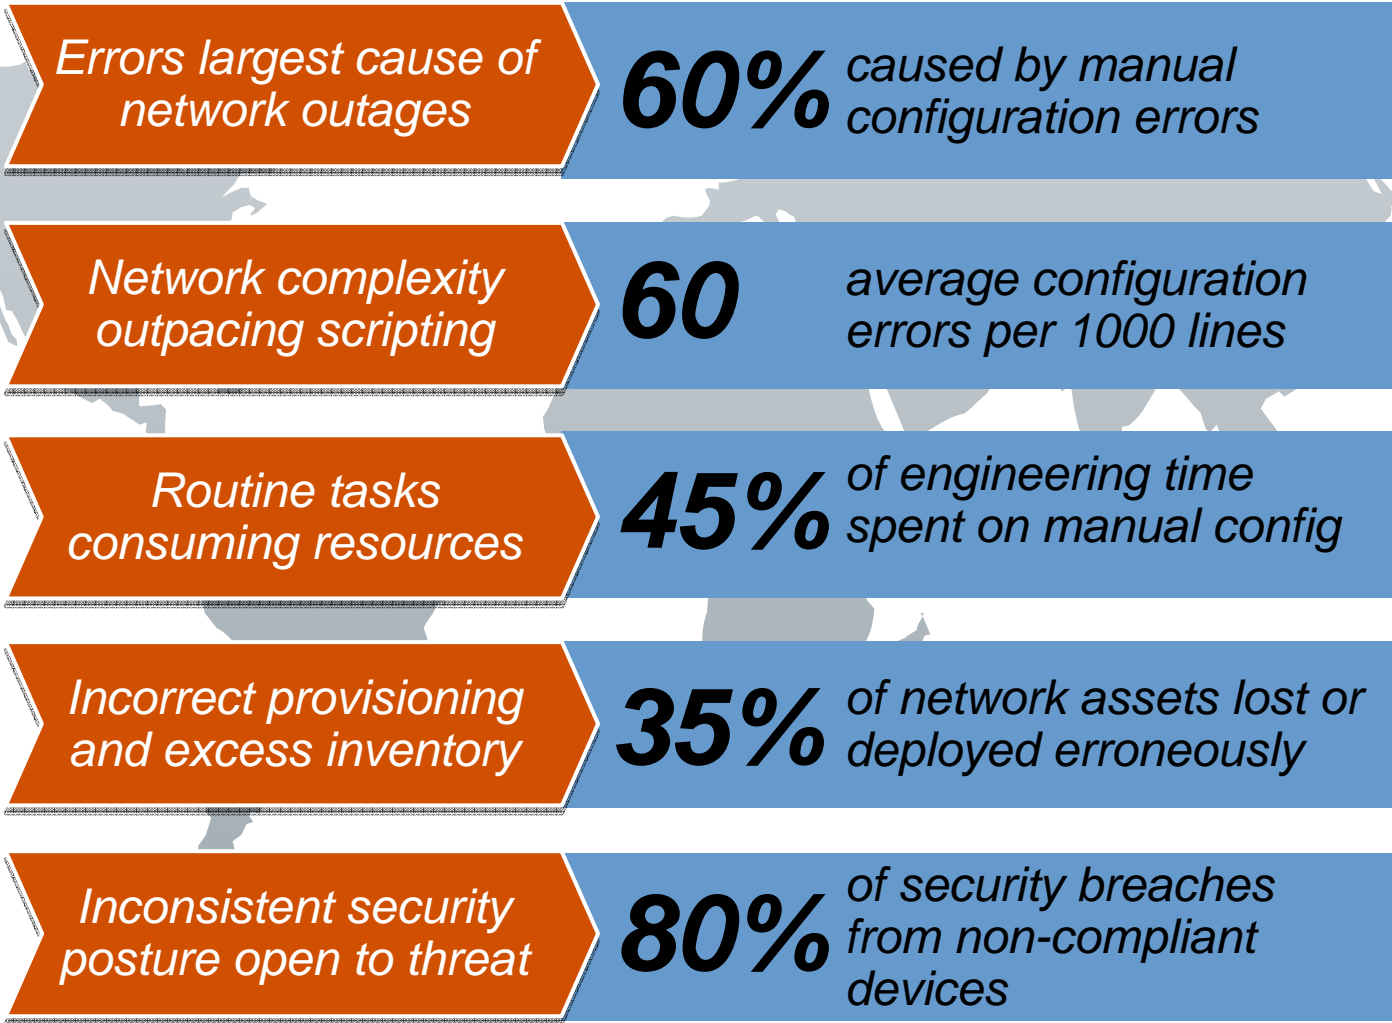 Errors largest cause of
network outages
60%
caused by manual
configuration errors
Network complexity
outpacing scripting
60
average configuration
errors per 1000 lines
Routine tasks
consuming resources
45%
of engineering time
spent on manual config
Incorrect provisioning
and excess inventory
35%
of network assets lost or
deployed erroneously
Inconsistent security
posture open to threat
80%
of security breaches
from non-compliant
devices